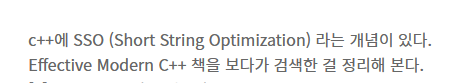 c++에 SSO (Short String Optimization) 라는 개념이 있다.
Effective Modern C++ 책을 보다가 검색한 걸 정리해 본다.